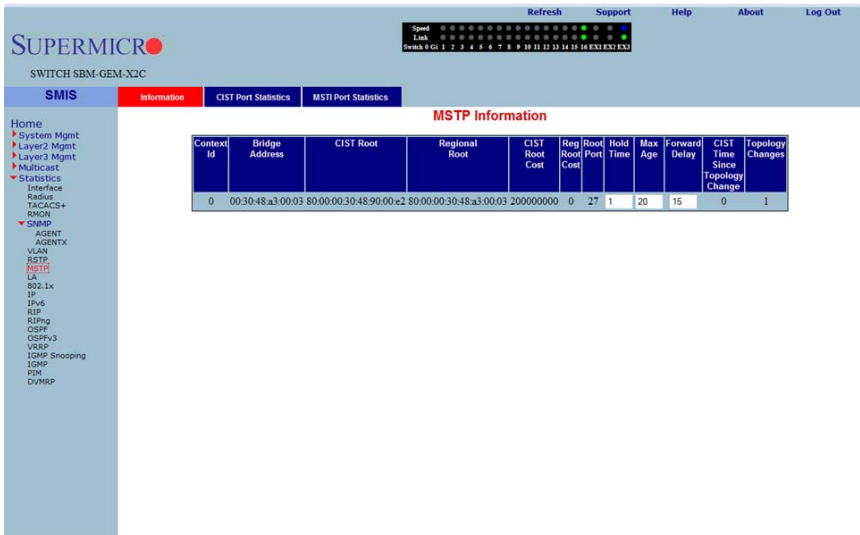 Refresh Support Help About Log Out
Speed
Link
Switch 0 Gi 1 2 3 4 5 6 7 8 9 10 11 12 13 14 15 16 EX1 EX2 EX3
SUPERMICRO
SWITCH SBM-GEM-X2C
SMIS
Information CIST Port Statistics MSTI Port Statistics
Home
System Mgmt
Layer2 Mgmt
Layer3 Mgmt
Multicast
Statistics
Interface
Radius
TACACS+
RMON
SNMP
AGENT
AGENTX
VLAN
RSTP
MSTP
LA
802.1x
IP
IPv6
RIP
RIPng
OSPF
OSPFv3
VRRP
IGMP Snooping
IGMP
PIM
DVMRP
MSTP Information
Context Bridge CIST Root Regional CIST Reg Root Hold Max Forward CIST Topology
Id Address Root Root Root Port Time Age Delay Time Changes
Cost Cost Since
Topology
Change
0 00:30:48:a3:00:03 80:00:00:30:48:90:00:e2 80:00:00:30:48:a3:00:03 200000000 0 27 1 20 15 0 1